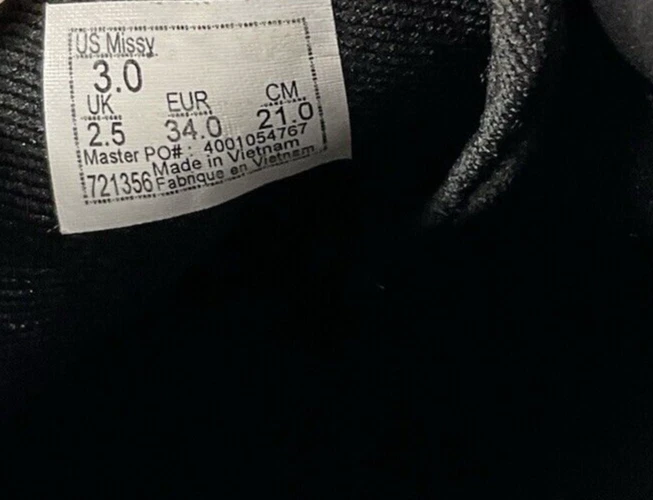 US Missy
3.0
UK EUR CM
2.5 34.0 21.0
Master PO#: 4001054767
Made in Vietnam
721356 Fabrique en Vietnam